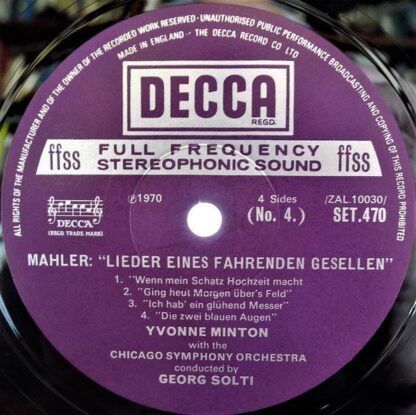 ALL RIGHTS OF THE MANUFACTURER AND OF THE OWNER OF THE RECORDED WORK RESERVED · UNAUTHORISED PUBLIC PERFORMANCE BROADCASTING AND COPYING OF THIS RECORD PROHIBITED
MADE IN ENGLAND · · THE DECCA RECORD CO LTD
DECCA
REGD.
ffss FULL FREQUENCY ffss
STEREOPHONIC SOUND
℗1970
4 Sides
/ZAL.10030/
(No. 4.)
SET.470
DECCA
(REGD. TRADE MARK)
MAHLER: "LIEDER EINES FAHRENDEN GESELLEN"
1. "Wenn mein Schatz Hochzeit macht
2. "Ging heut Morgen über's Feld"
3. "Ich hab' ein glühend Messer"
4. "Die zwei blauen Augen"
YVONNE MINTON
with the
CHICAGO SYMPHONY ORCHESTRA
conducted by
GEORG SOLTI